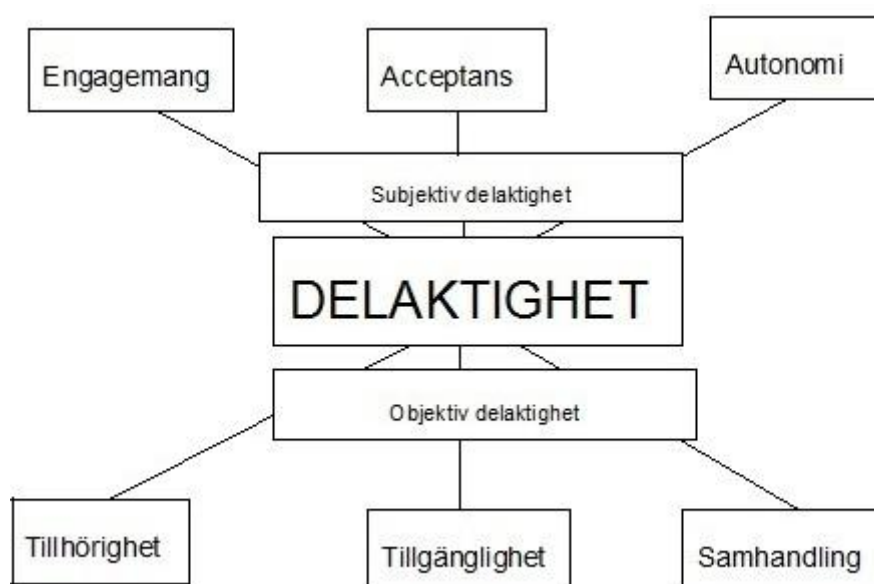 Engagemang
Acceptans
Autonomi
Subjektiv delaktighet
DELAKTIGHET
Objektiv delaktighet
Tillhörighet
Tillgänglighet
Samhandling